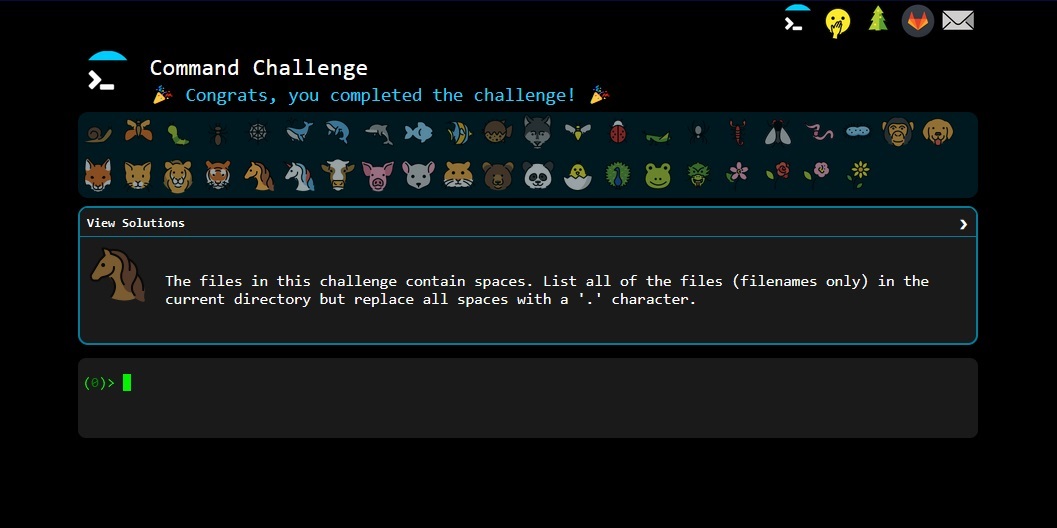 Command Challenge
🎉 Congrats, you completed the challenge! 🎉
View Solutions
The files in this challenge contain spaces. List all of the files (filenames only) in the
current directory but replace all spaces with a '.' character.
(0)>